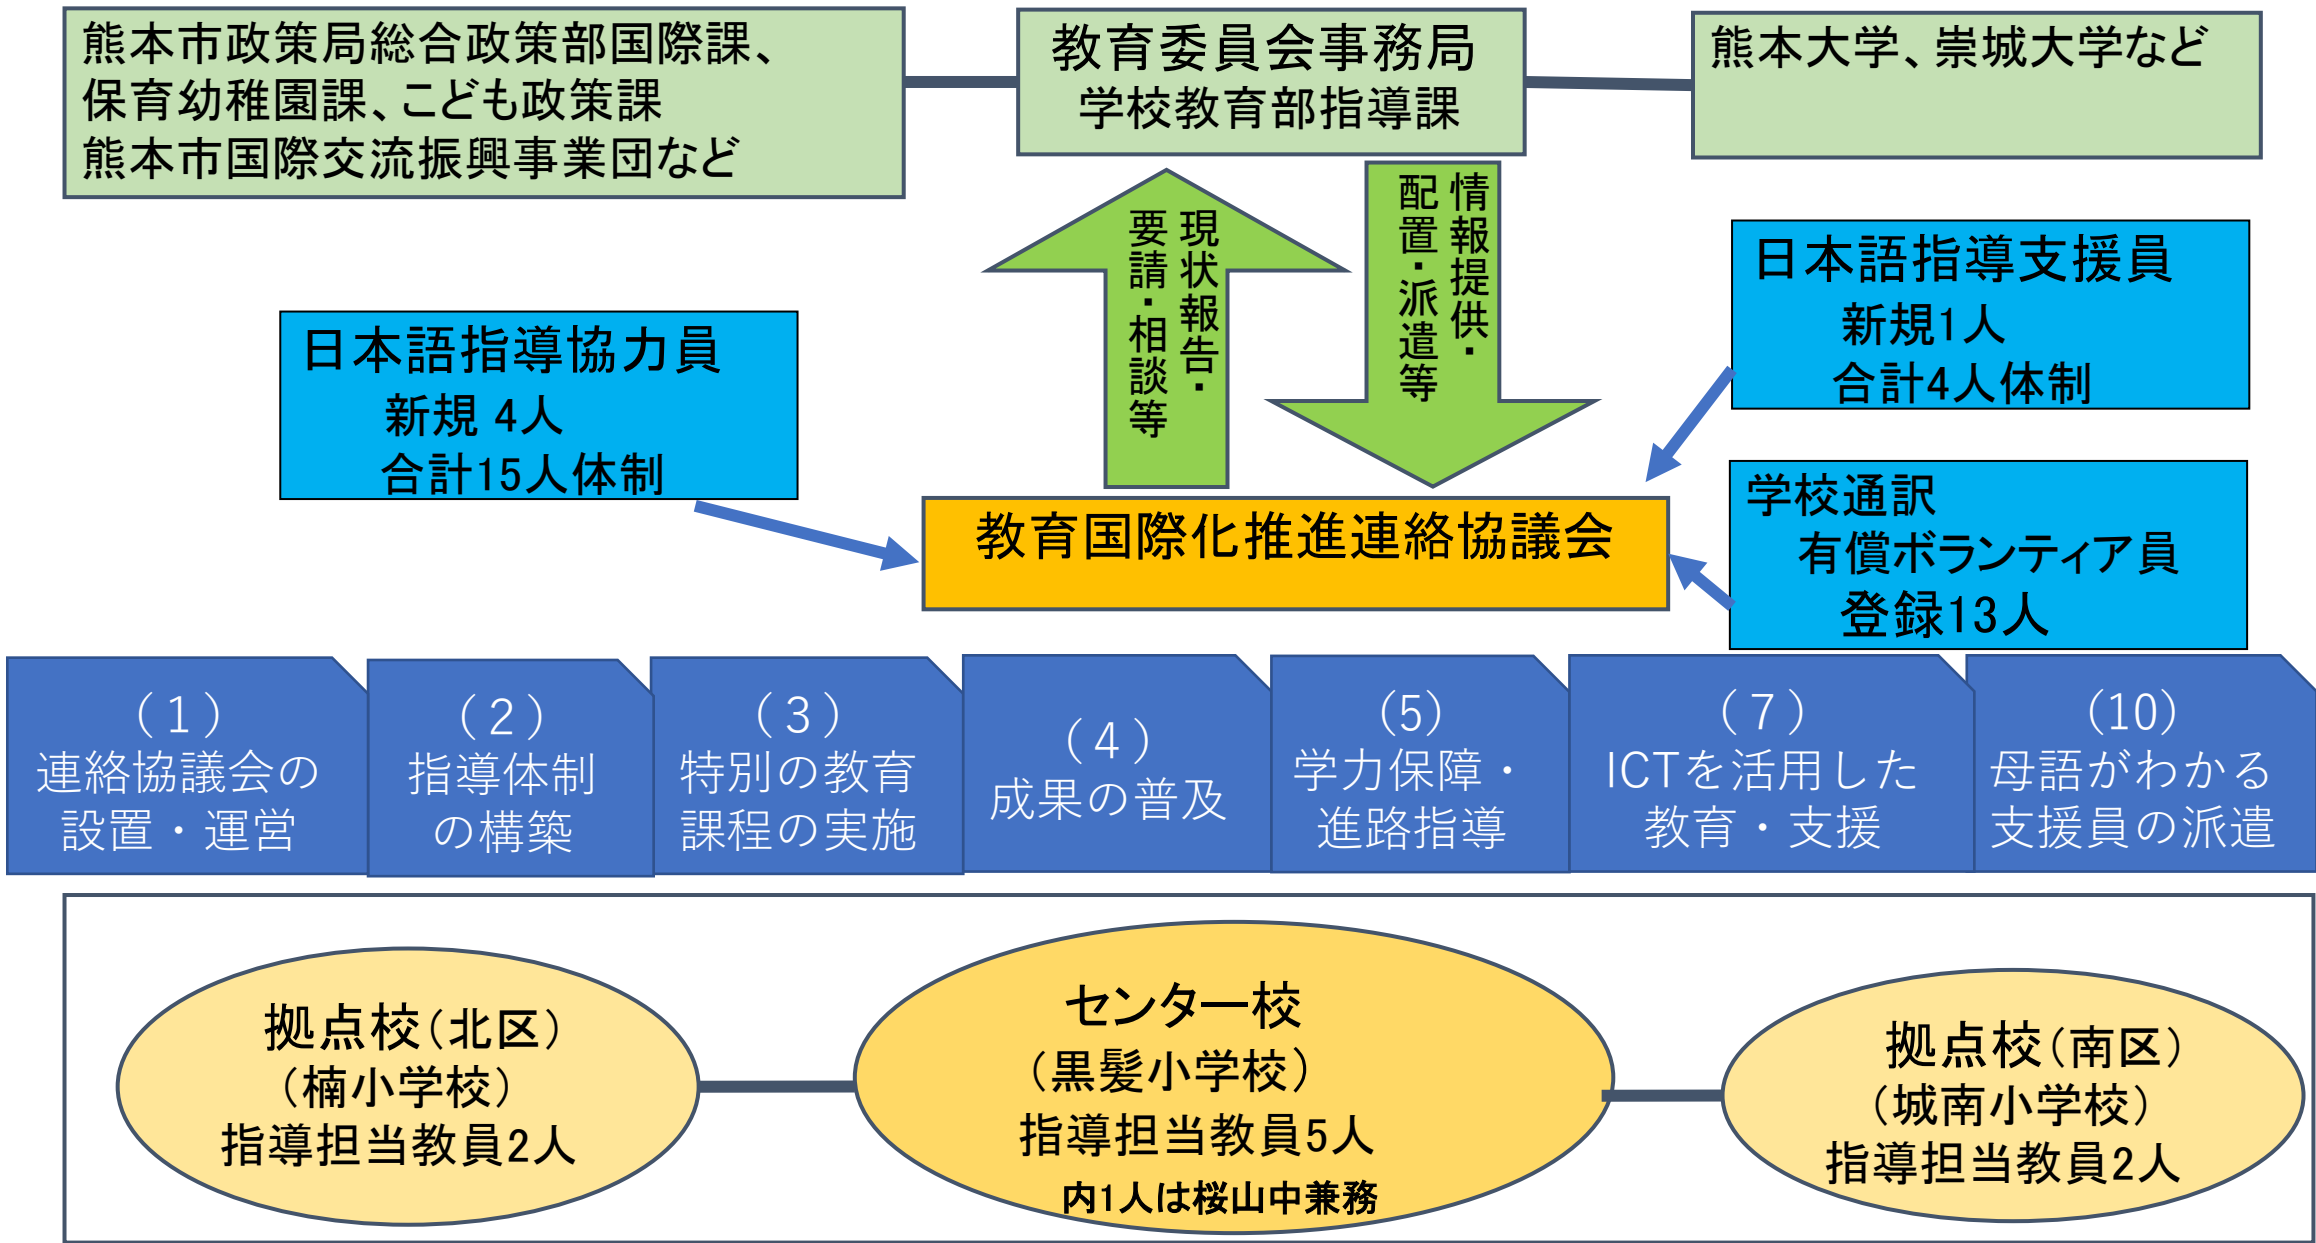 熊本市政策局総合政策部国際課、
保育幼稚園課、こども政策課
熊本市国際交流振興事業団など
教育委員会事務局
学校教育部指導課
熊本大学、崇城大学など
現状報告・
要請・相談等
情報提供・
配置・派遣等
日本語指導協力員
新規 4人
合計15人体制
日本語指導支援員
新規1人
合計4人体制
教育国際化推進連絡協議会
学校通訳
有償ボランティア員
登録13人
（１）
連絡協議会の
設置・運営
（２）
指導体制
の構築
（３）
特別の教育
課程の実施
（４）
成果の普及
(5)
学力保障・
進路指導
（７）
ICTを活用した
教育・支援
(10)
母語がわかる
支援員の派遣
拠点校（北区）
（楠小学校）
指導担当教員2人
センター校
（黒髪小学校）
指導担当教員5人
内1人は桜山中兼務
拠点校（南区）
（城南小学校）
指導担当教員2人